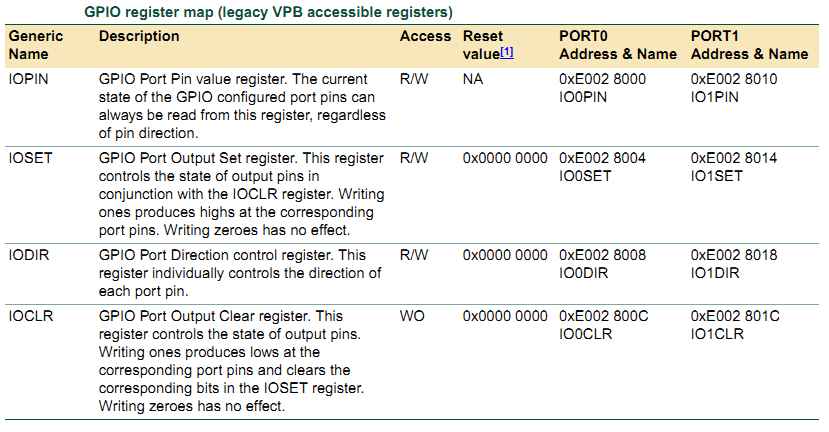 GPIO register map (legacy VPB accessible registers)
Generic Name Description Access Reset value[1] PORT0 Address & Name PORT1 Address & Name
IOPIN GPIO Port Pin value register. The current R/W NA 0xE002 8000 0xE002 8010
state of the GPIO configured port pins can IO0PIN IO1PIN
always be read from this register, regardless
of pin direction.
IOSET GPIO Port Output Set register. This register R/W 0x0000 0000 0xE002 8004 0xE002 8014
controls the state of output pins in IO0SET IO1SET
conjunction with the IOCLR register. Writing
ones produces highs at the corresponding
port pins. Writing zeroes has no effect.
IODIR GPIO Port Direction control register. This R/W 0x0000 0000 0xE002 8008 0xE002 8018
register individually controls the direction of IO0DIR IO1DIR
each port pin.
IOCLR GPIO Port Output Clear register. This WO 0x0000 0000 0xE002 800C 0xE002 801C
register controls the state of output pins. IO0CLR IO1CLR
Writing ones produces lows at the
corresponding port pins and clears the
corresponding bits in the IOSET register.
Writing zeroes has no effect.